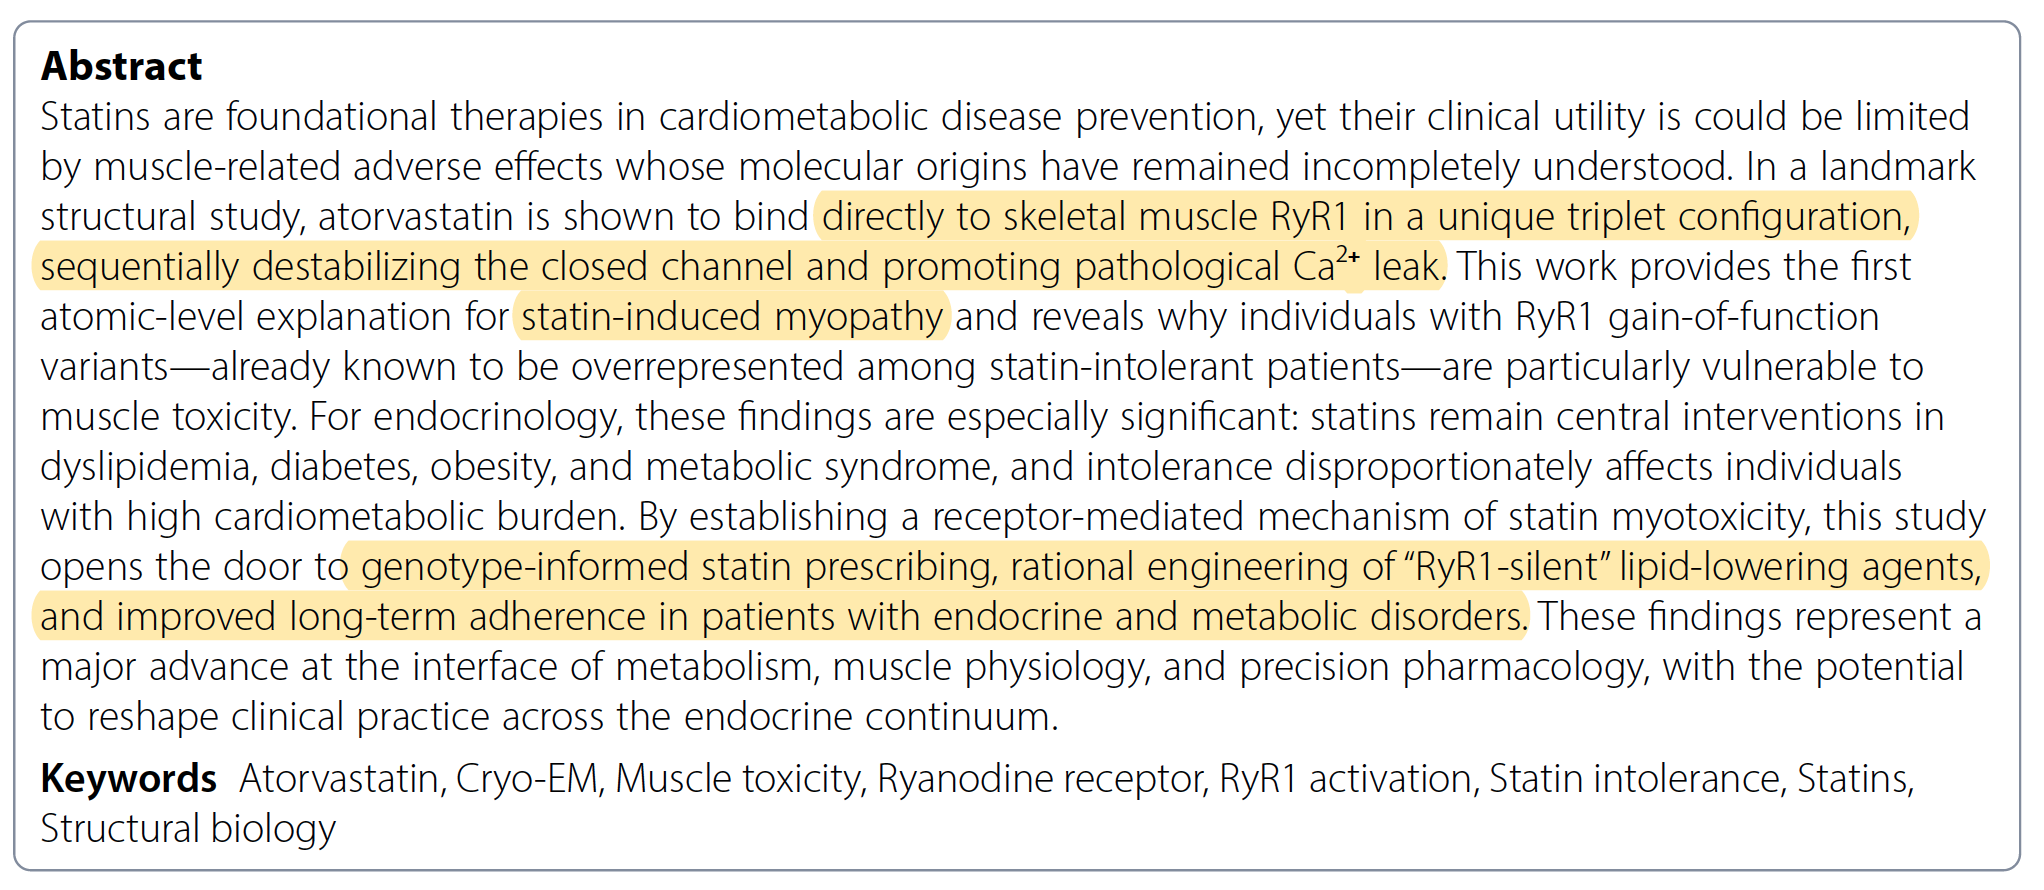 Abstract
Statins are foundational therapies in cardiometabolic disease prevention, yet their clinical utility is could be limited
by muscle-related adverse effects whose molecular origins have remained incompletely understood. In a landmark
structural study, atorvastatin is shown to bind directly to skeletal muscle RyR1 in a unique triplet configuration,
sequentially destabilizing the closed channel and promoting pathological Ca²⁺ leak. This work provides the first
atomic-level explanation for statin-induced myopathy and reveals why individuals with RyR1 gain-of-function
variants—already known to be overrepresented among statin-intolerant patients—are particularly vulnerable to
muscle toxicity. For endocrinology, these findings are especially significant: statins remain central interventions in
dyslipidemia, diabetes, obesity, and metabolic syndrome, and intolerance disproportionately affects individuals
with high cardiometabolic burden. By establishing a receptor-mediated mechanism of statin myotoxicity, this study
opens the door to genotype-informed statin prescribing, rational engineering of “RyR1-silent” lipid-lowering agents,
and improved long-term adherence in patients with endocrine and metabolic disorders. These findings represent a
major advance at the interface of metabolism, muscle physiology, and precision pharmacology, with the potential
to reshape clinical practice across the endocrine continuum.
Keywords Atorvastatin, Cryo-EM, Muscle toxicity, Ryanodine receptor, RyR1 activation, Statin intolerance, Statins,
Structural biology